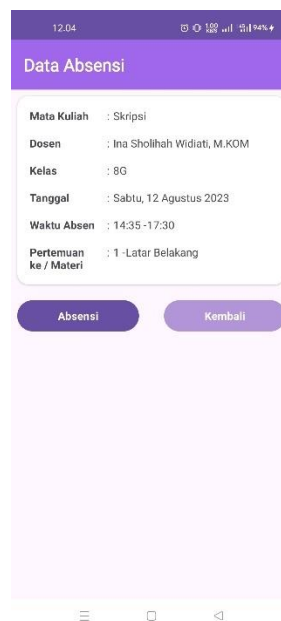 12.04
94%
Data Absensi
Mata Kuliah : Skripsi
Dosen : Ina Sholihah Widiati, M.KOM
Kelas : 8G
Tanggal : Sabtu, 12 Agustus 2023
Waktu Absen : 14:35 -17:30
Pertemuan : 1 -Latar Belakang
ke / Materi
Absensi Kembali